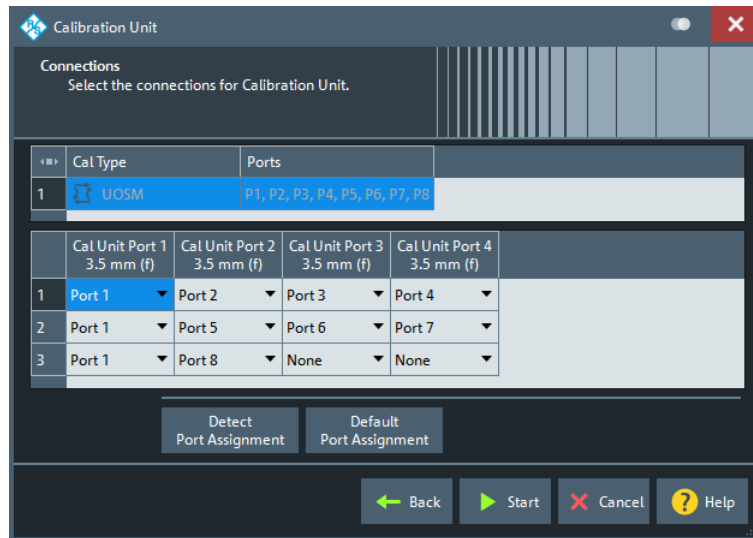 Calibration Unit
Connections
Select the connections for Calibration Unit.
Cal Type Ports
1 UOSM P1, P2, P3, P4, P5, P6, P7, P8
Cal Unit Port 1 Cal Unit Port 2 Cal Unit Port 3 Cal Unit Port 4
3.5 mm (f) 3.5 mm (f) 3.5 mm (f) 3.5 mm (f)
1 Port 1 Port 2 Port 3 Port 4
2 Port 1 Port 5 Port 6 Port 7
3 Port 1 Port 8 None None
Detect Default
Port Assignment Port Assignment
Back Start Cancel ? Help